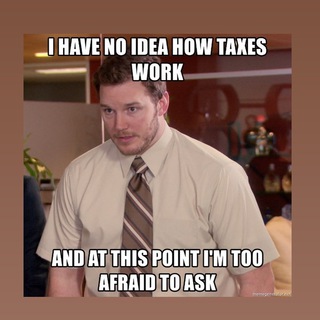 I HAVE NO IDEA HOW TAXES
WORK
AND AT THIS POINT I'M TOO
AFRAID TO ASK